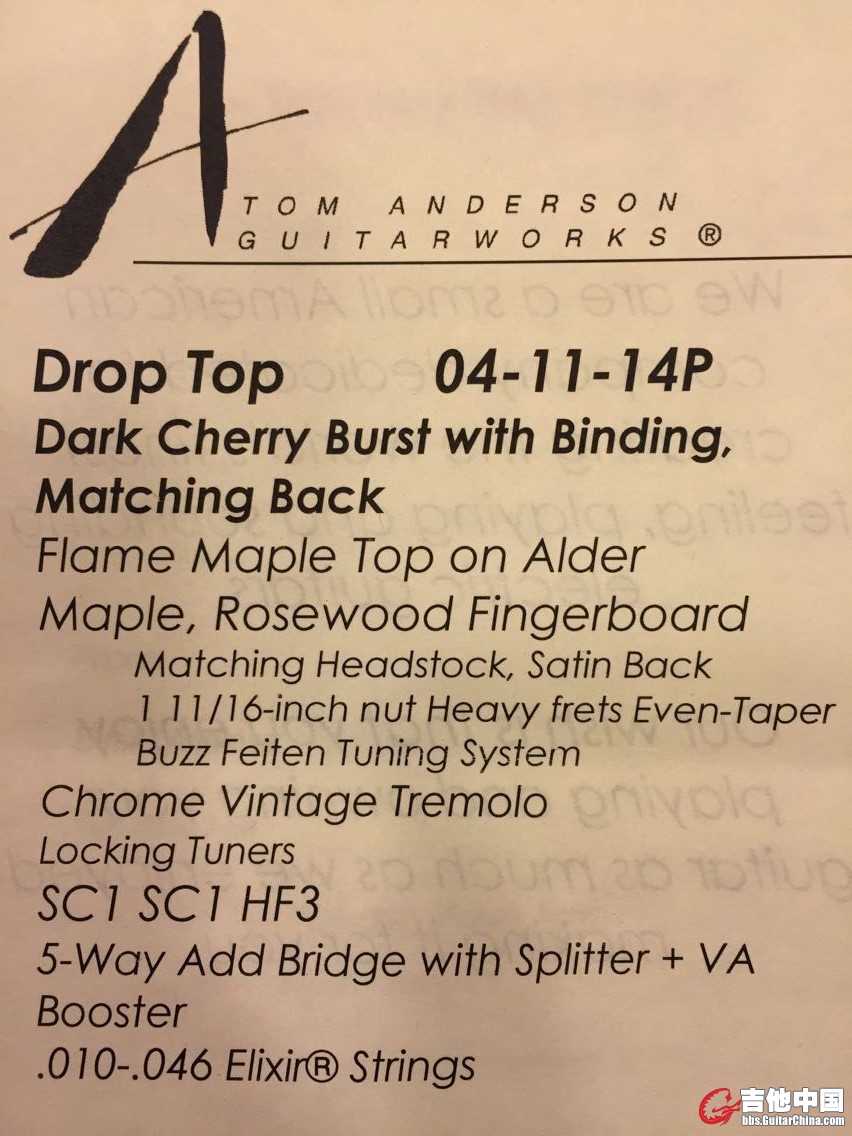 TOM ANDERSON
GUITARWORKS®
Drop Top 04-11-14P
Dark Cherry Burst with Binding,
Matching Back
Flame Maple Top on Alder
Maple, Rosewood Fingerboard
Matching Headstock, Satin Back
1 11/16-inch nut Heavy frets Even-Taper
Buzz Feiten Tuning System
Chrome Vintage Tremolo
Locking Tuners
SC1 SC1 HF3
5-Way Add Bridge with Splitter + VA
Booster
.010-.046 Elixir® Strings
吉他中国
bbs.GuitarChina.com